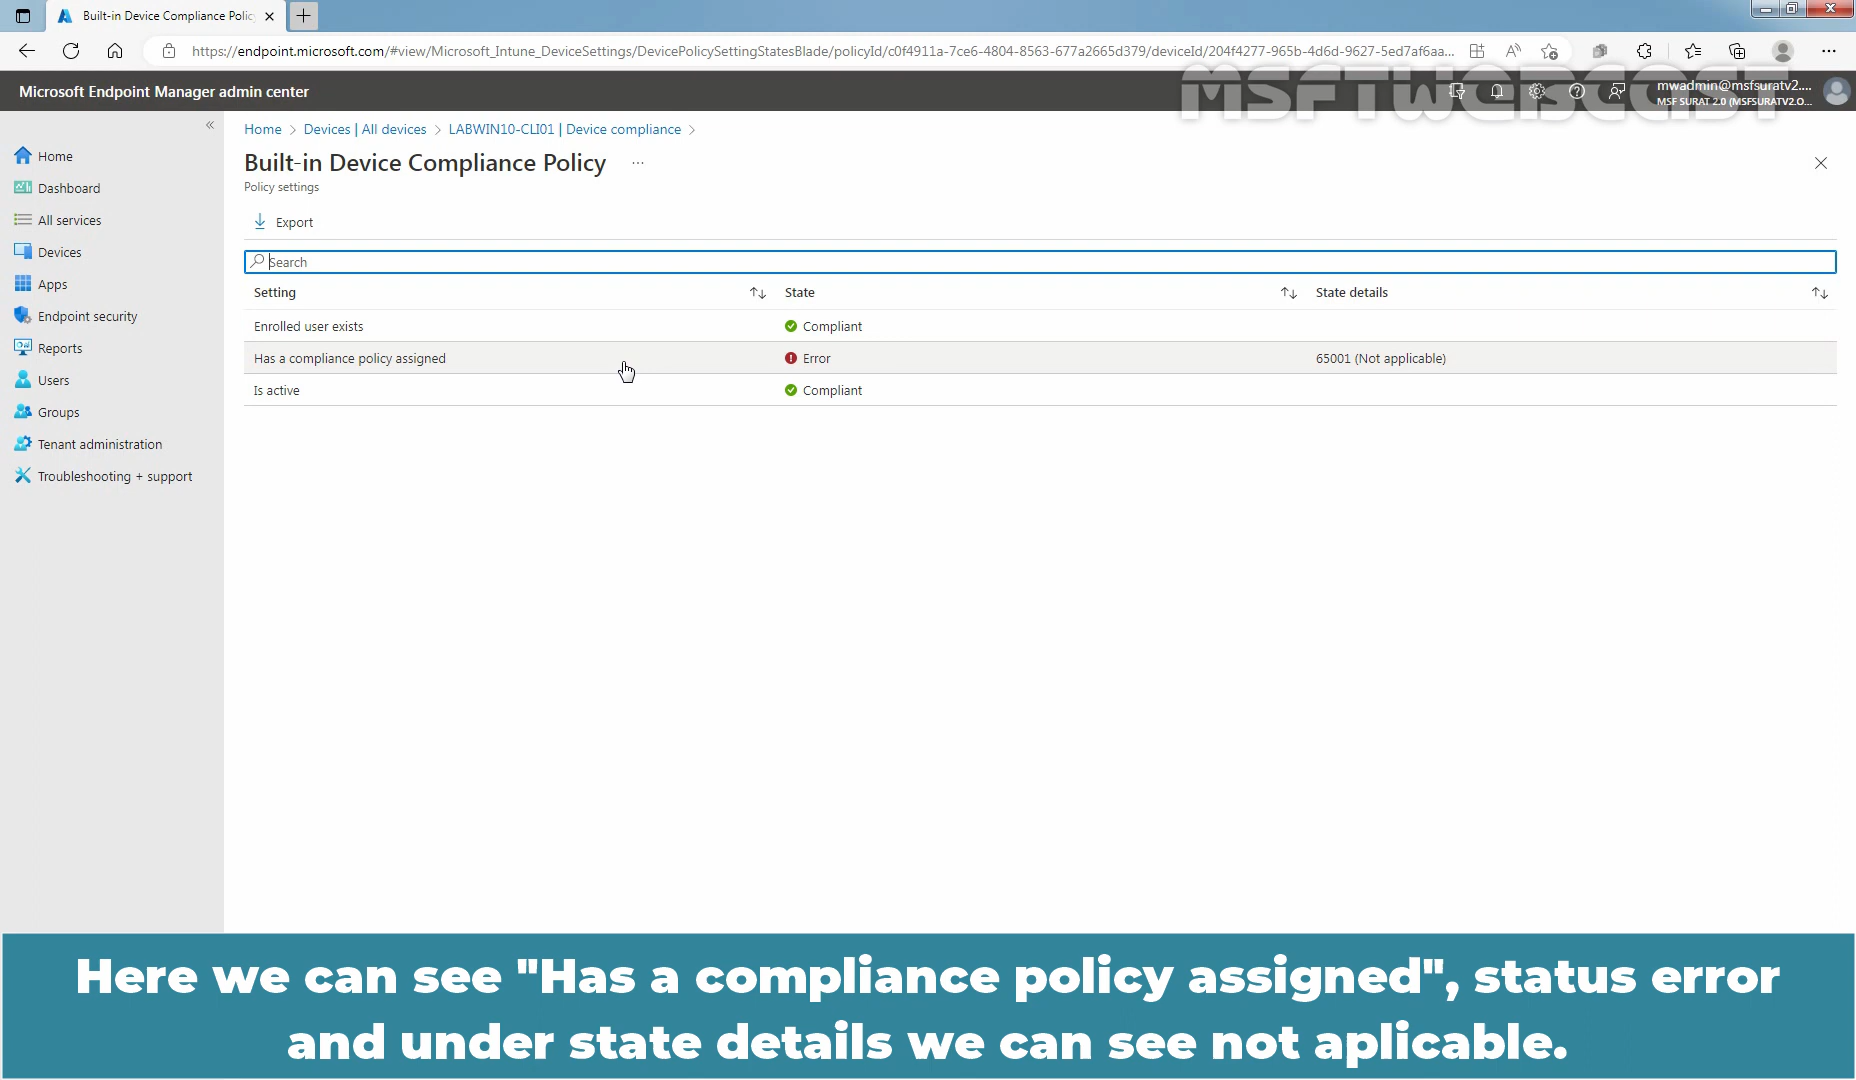 Built-in Device Compliance Polic
https://endpoint.microsoft.com/#view/Microsoft_Intune_DeviceSettings/DevicePolicySettingStatesBlade/policyId/c0f4911a-7ce6-4804-8563-677a2665d379/deviceId/204f4277-965b-4d6d-9627-5ed7af6aa...
Microsoft Endpoint Manager admin center
MSFTWEBCAST
mwadmin@msfsuratv2....
MSF SURAT 2.0 (MSFSURATV2.O...
Home > Devices | All devices > LABWIN10-CLI01 | Device compliance >
Built-in Device Compliance Policy ...
Policy settings
Export
Search
Setting State State details
Enrolled user exists Compliant
Has a compliance policy assigned Error 65001 (Not applicable)
Is active Compliant
Home
Dashboard
All services
Devices
Apps
Endpoint security
Reports
Users
Groups
Tenant administration
Troubleshooting + support
Here we can see "Has a compliance policy assigned", status error
and under state details we can see not aplicable.